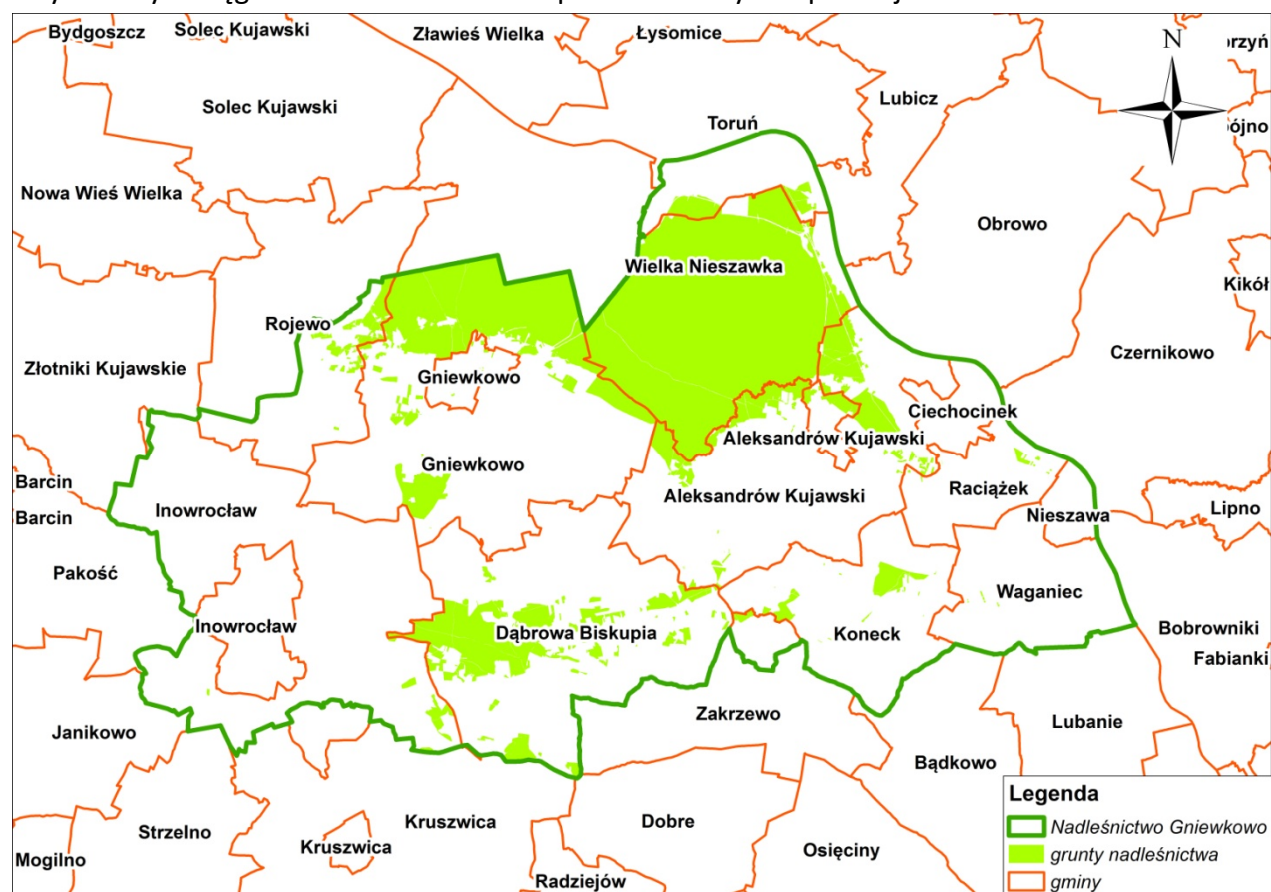 Bydgoszcz
Solec Kujawski
Zławieś Wielka
Łysomice
N
Solec Kujawski
Lubicz
Toruń
Nowa Wieś Wielka
Obrowo
Wielka Nieszawka
Kikół
Rojewo
Czernikowo
Złotniki Kujawskie
Gniewkowo
Ciechocinek
Aleksandrów Kujawski
Gniewkowo
Barcin
Aleksandrów Kujawski
Raciążek
Inowrocław
Lipno
Barcin
Nieszawa
Pakość
Waganiec
Inowrocław
Dąbrowa Biskupia
Koneck
Bobrowniki
Fabianki
Janikowo
Zakrzewo
Lubanie
Bądkowo
Legenda
Nadleśnictwo Gniewkowo
grunty nadleśnictwa
gminy
Strzelno
Kruszwica
Dobre
Kruszwica
Osięciny
Mogilno
Radziejów